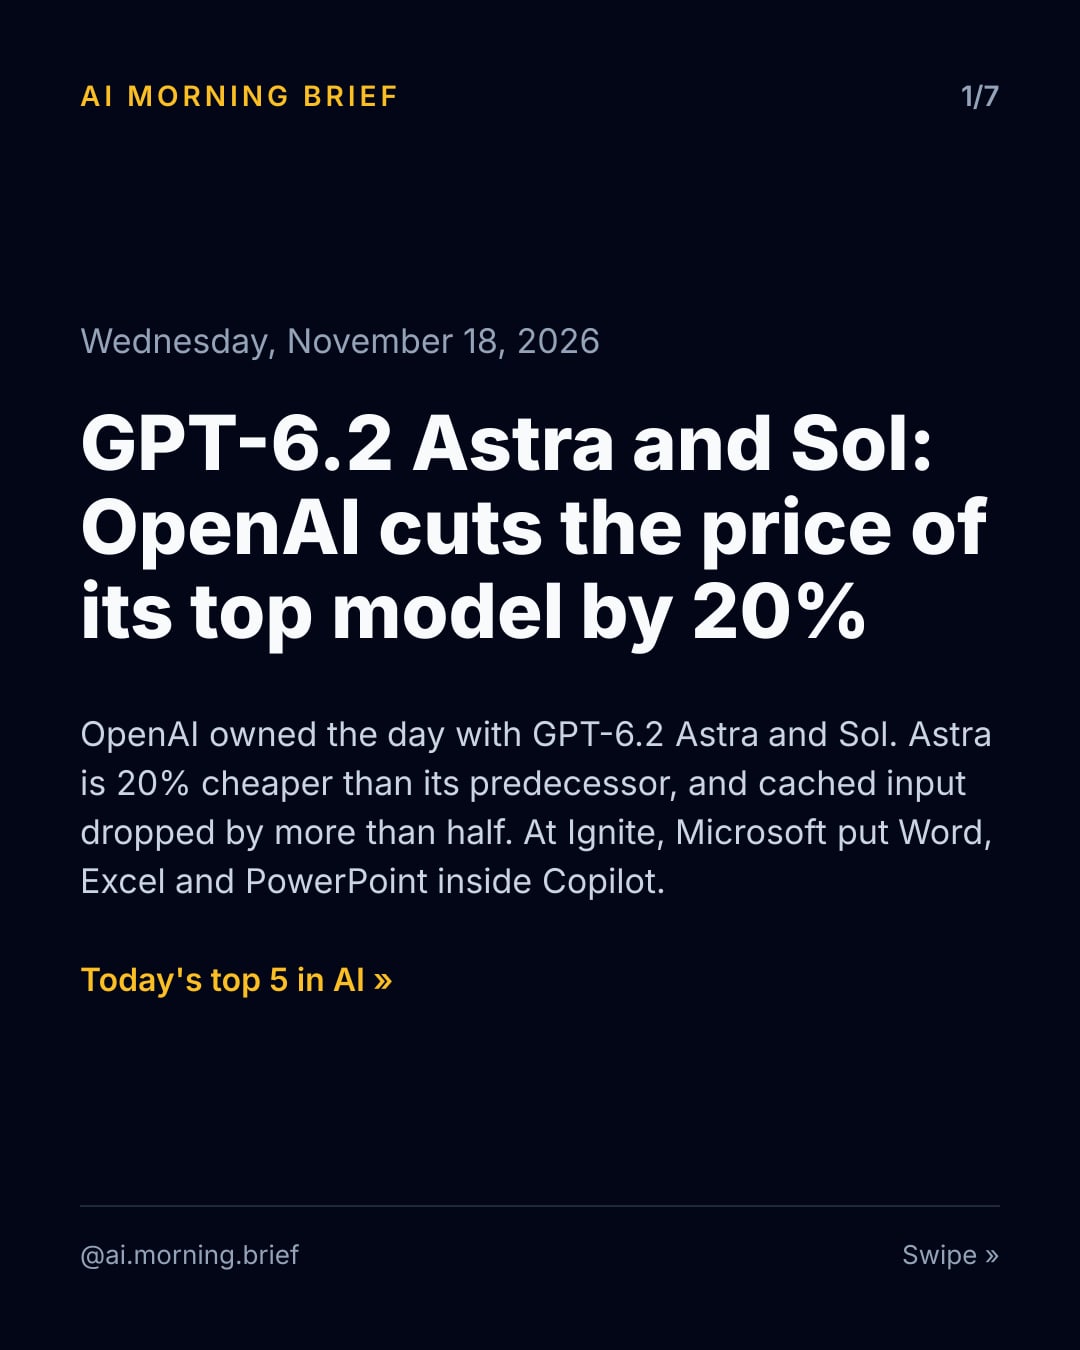 AI MORNING BRIEF
1/7
Wednesday, November 18, 2026
GPT-6.2 Astra and Sol:
OpenAI cuts the price of
its top model by 20%
OpenAI owned the day with GPT-6.2 Astra and Sol. Astra
is 20% cheaper than its predecessor, and cached input
dropped by more than half. At Ignite, Microsoft put Word,
Excel and PowerPoint inside Copilot.
Today's top 5 in AI »
@ai.morning.brief
Swipe »